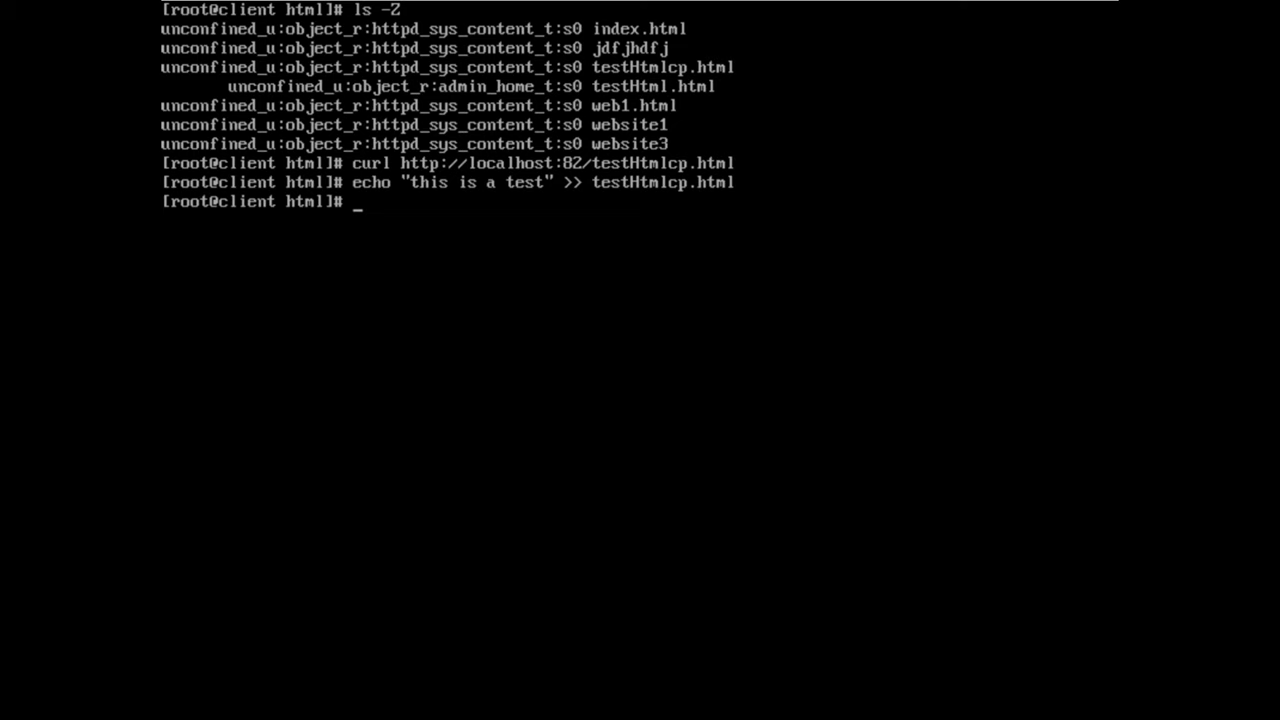 [root@client html]# ls -Z
unconfined_u:object_r:httpd_sys_content_t:s0 index.html
unconfined_u:object_r:httpd_sys_content_t:s0 jdfjhdfj
unconfined_u:object_r:httpd_sys_content_t:s0 testHtmlcp.html
unconfined_u:object_r:admin_home_t:s0 testHtml.html
unconfined_u:object_r:httpd_sys_content_t:s0 web1.html
unconfined_u:object_r:httpd_sys_content_t:s0 website1
unconfined_u:object_r:httpd_sys_content_t:s0 website3
[root@client html]# curl http://localhost:82/testHtmlcp.html
[root@client html]# echo "this is a test" >> testHtmlcp.html
[root@client html]# _